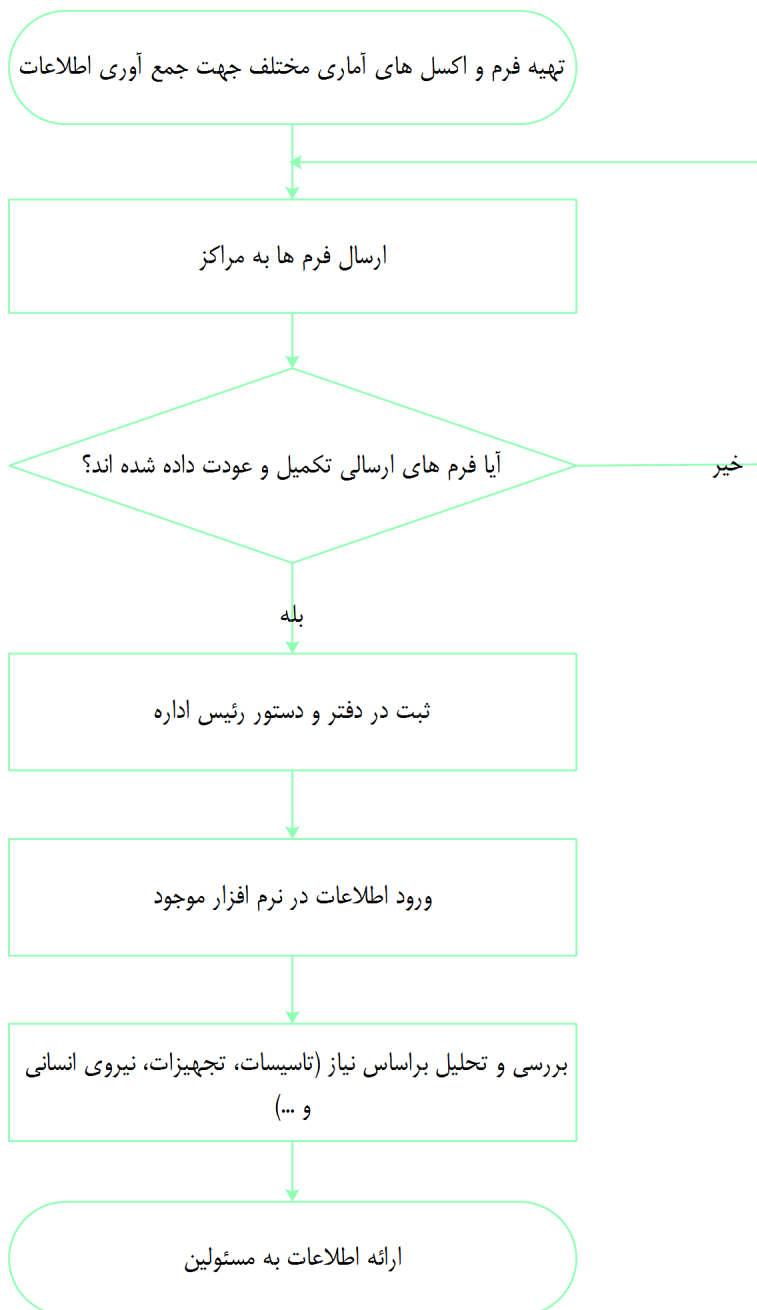 تهیه فرم و اکسل های آماری مختلف جهت جمع آوری اطلاعات
ارسال فرم ها به مراکز
آیا فرم های ارسالی تکمیل و عودت داده شده اند؟
خیر
بله
ثبت در دفتر و دستور رئیس اداره
ورود اطلاعات در نرم افزار موجود
بررسی و تحلیل براساس نیاز (تاسیسات، تجهیزات، نیروی انسانی
و ...)
ارائه اطلاعات به مسئولین